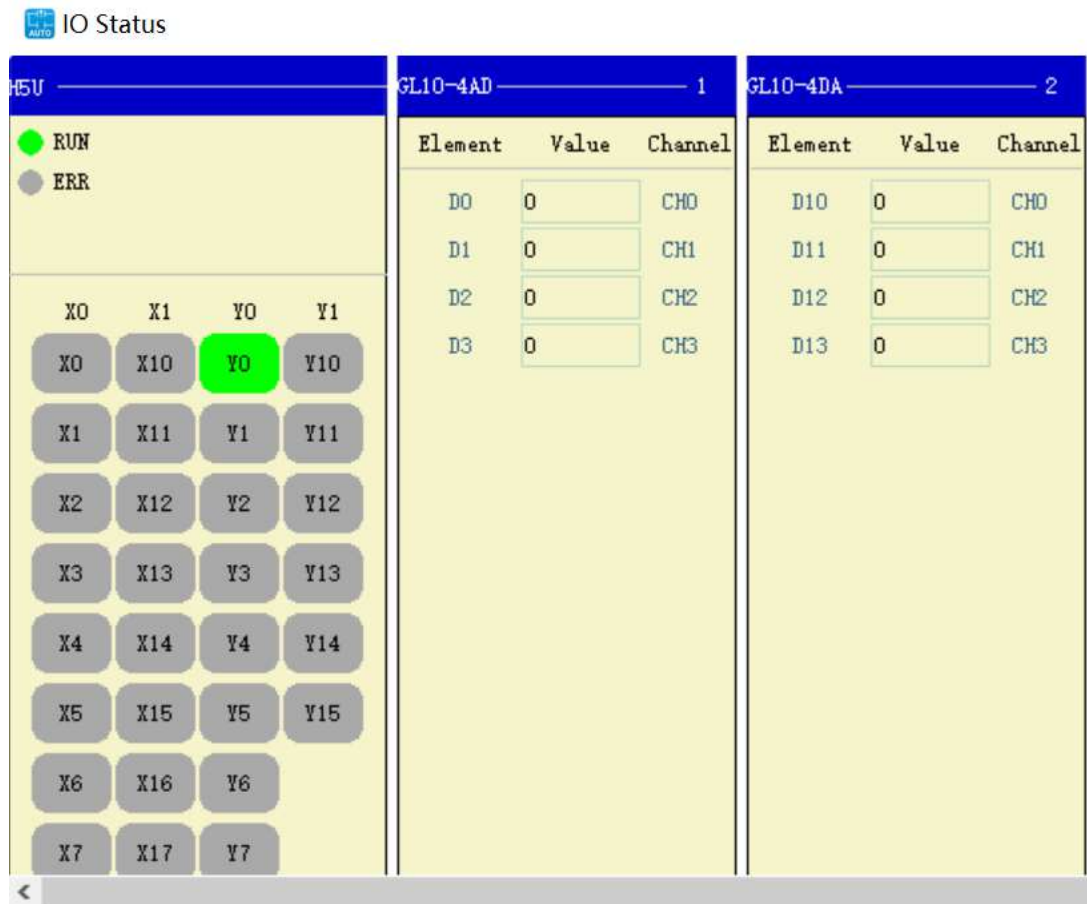 AUTO IO Status
H5U GL10-4AD 1 GL10-4DA 2
RUN
ERR
Element Value Channel Element Value Channel
D0 0 CH0 D10 0 CH0
D1 0 CH1 D11 0 CH1
D2 0 CH2 D12 0 CH2
D3 0 CH3 D13 0 CH3
X0 X1 Y0 Y1
X0 X10 Y0 Y10
X1 X11 Y1 Y11
X2 X12 Y2 Y12
X3 X13 Y3 Y13
X4 X14 Y4 Y14
X5 X15 Y5 Y15
X6 X16 Y6
X7 X17 Y7